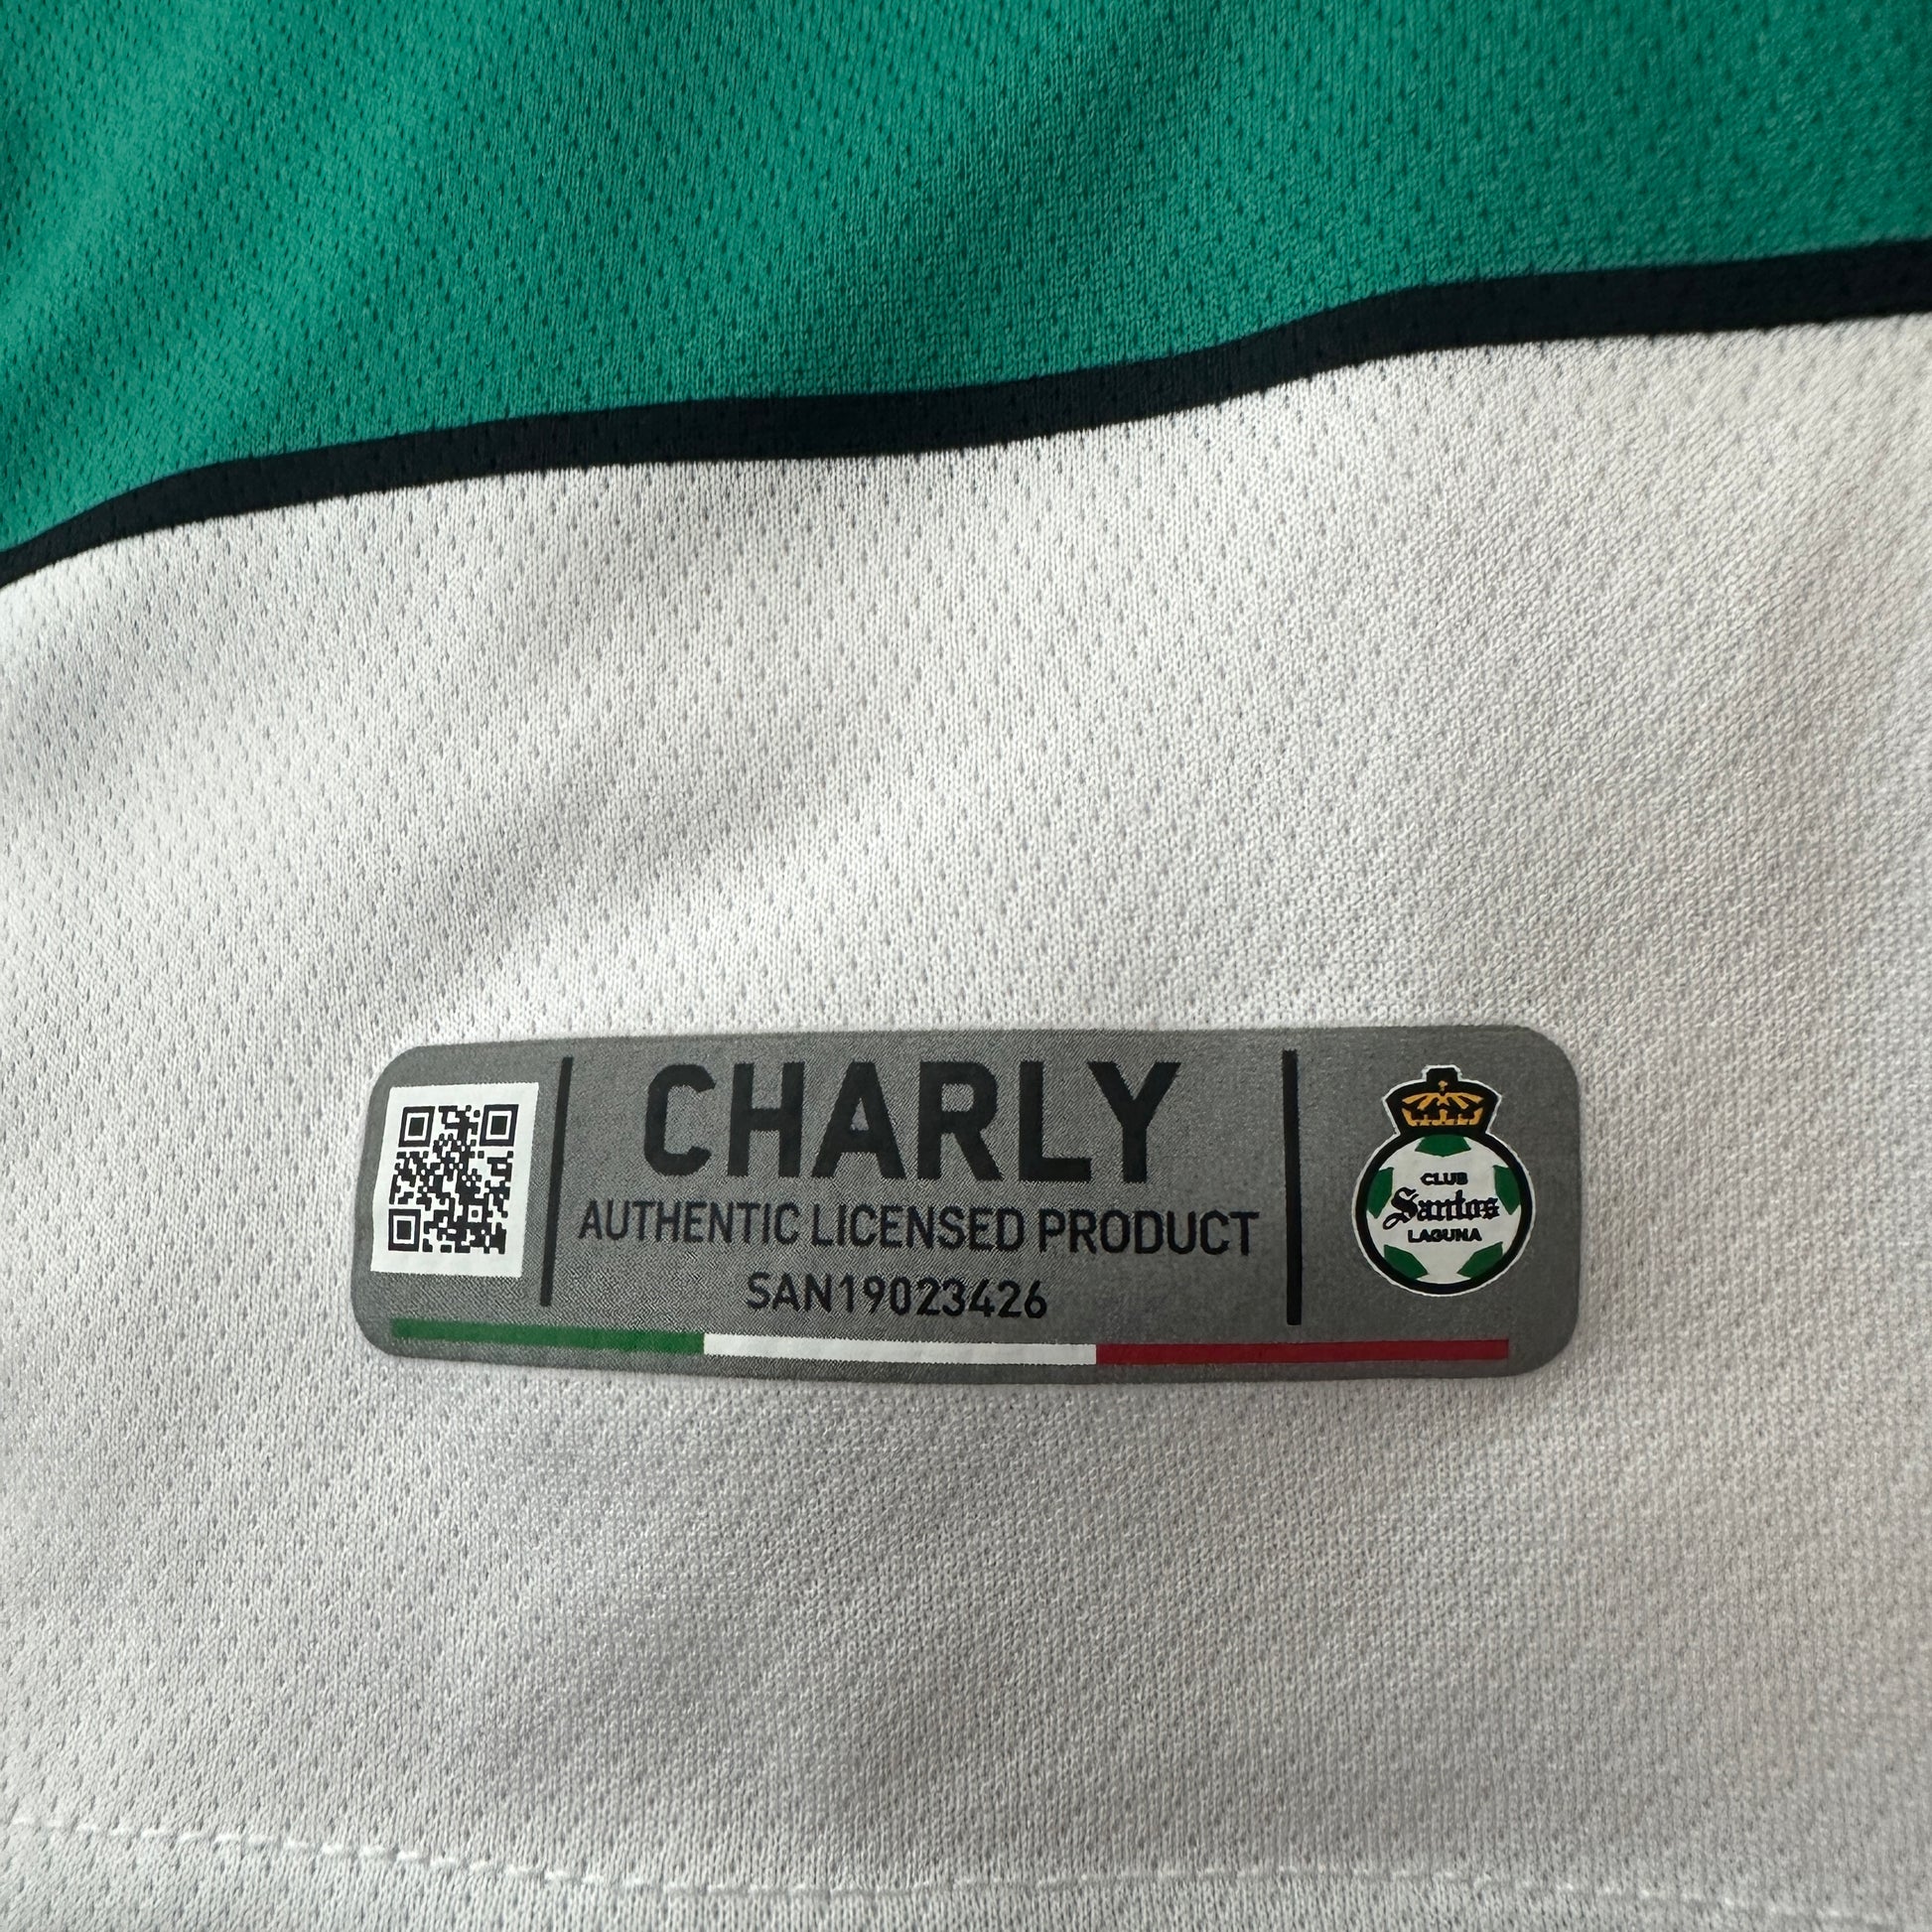 CHARLY
AUTHENTIC LICENSED PRODUCT
SAN19023426
CLUB
Santos
LAGUNA